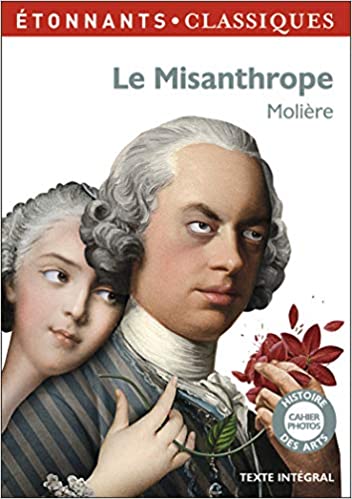 ÉTONNANTS • CLASSIQUES
Le Misanthrope
Molière
HISTOIRE
CAHIER
PHOTOS
DES ARTS
TEXTE INTÉGRAL